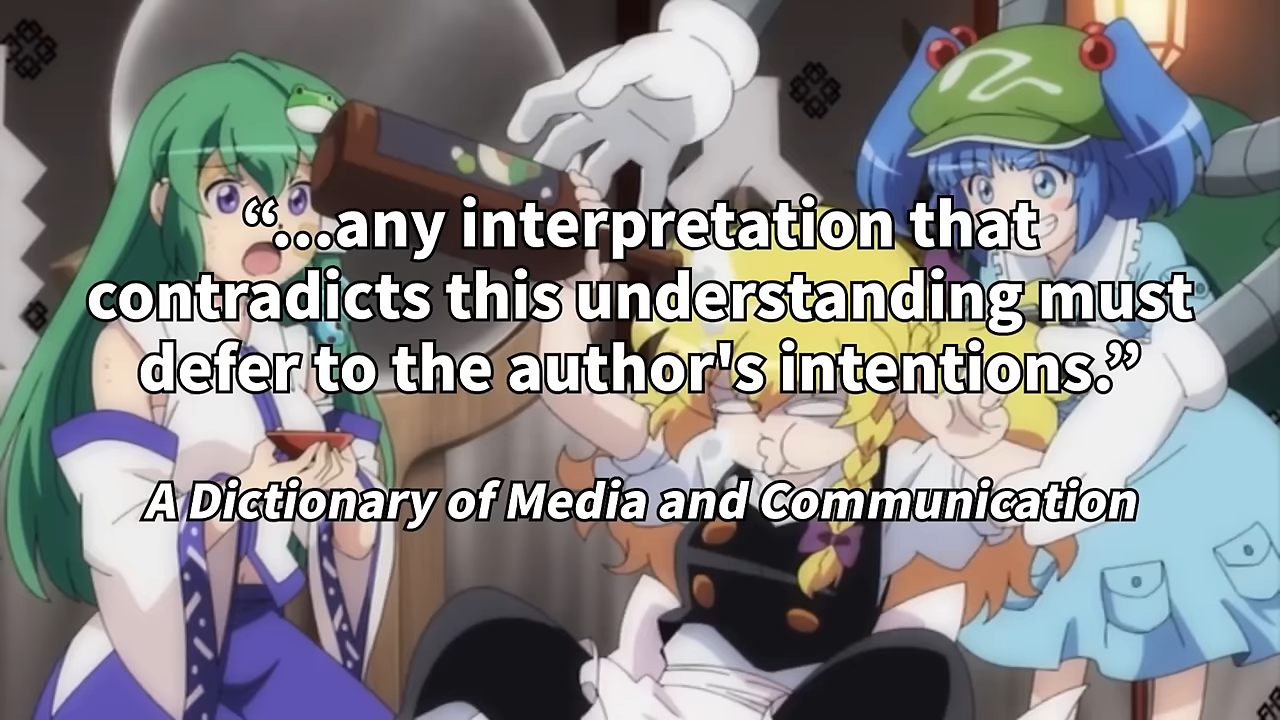 “...any interpretation that
contradicts this understanding must
defer to the author's intentions.”
A Dictionary of Media and Communication